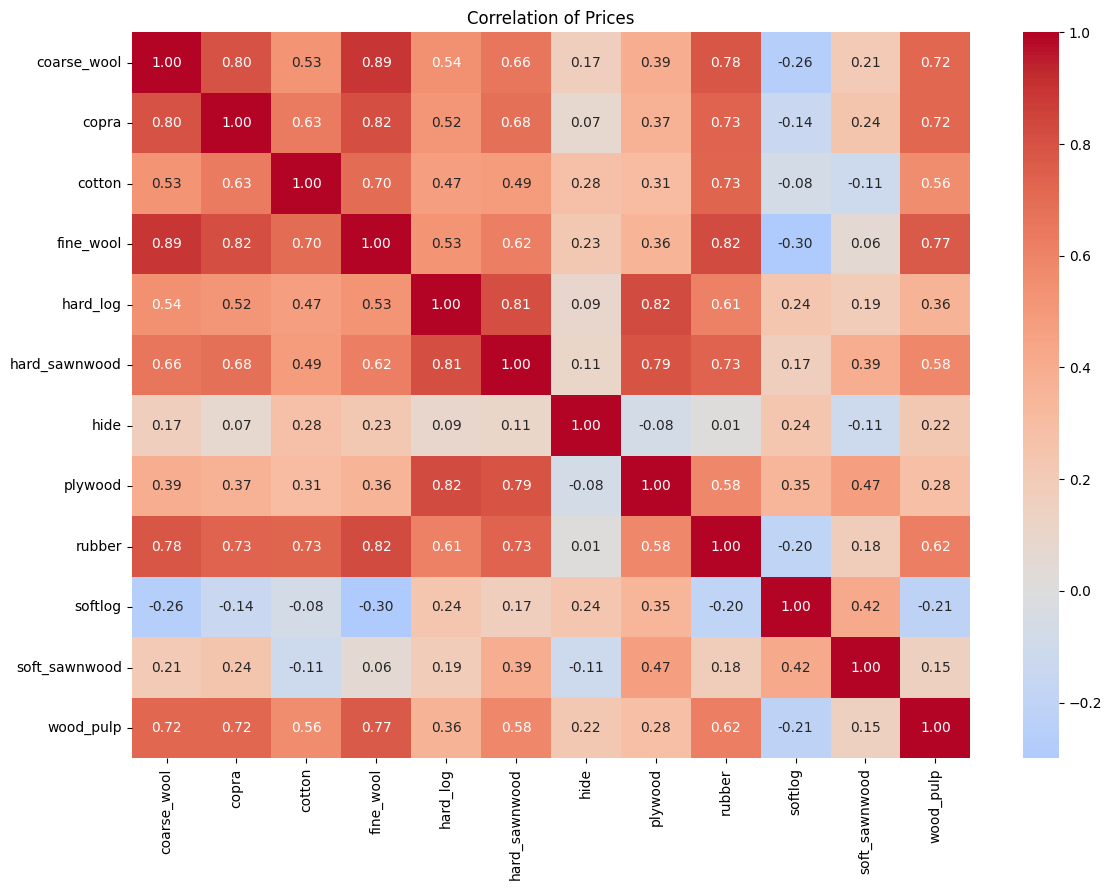 Correlation of Prices
coarse_wool 1.00 0.80 0.53 0.89 0.54 0.66 0.17 0.39 0.78 -0.26 0.21 0.72
copra 0.80 1.00 0.63 0.82 0.52 0.68 0.07 0.37 0.73 -0.14 0.24 0.72
cotton 0.53 0.63 1.00 0.70 0.47 0.49 0.28 0.31 0.73 -0.08 -0.11 0.56
fine_wool 0.89 0.82 0.70 1.00 0.53 0.62 0.23 0.36 0.82 -0.30 0.06 0.77
hard_log 0.54 0.52 0.47 0.53 1.00 0.81 0.09 0.82 0.61 0.24 0.19 0.36
hard_sawnwood 0.66 0.68 0.49 0.62 0.81 1.00 0.11 0.79 0.73 0.17 0.39 0.58
hide 0.17 0.07 0.28 0.23 0.09 0.11 1.00 -0.08 0.01 0.24 -0.11 0.22
plywood 0.39 0.37 0.31 0.36 0.82 0.79 -0.08 1.00 0.58 0.35 0.47 0.28
rubber 0.78 0.73 0.73 0.82 0.61 0.73 0.01 0.58 1.00 -0.20 0.18 0.62
softlog -0.26 -0.14 -0.08 -0.30 0.24 0.17 0.24 0.35 -0.20 1.00 0.42 -0.21
soft_sawnwood 0.21 0.24 -0.11 0.06 0.19 0.39 -0.11 0.47 0.18 0.42 1.00 0.15
wood_pulp 0.72 0.72 0.56 0.77 0.36 0.58 0.22 0.28 0.62 -0.21 0.15 1.00
coarse_wool copra cotton fine_wool hard_log hard_sawnwood hide plywood rubber softlog soft_sawnwood wood_pulp
1.0
0.8
0.6
0.4
0.2
0.0
−0.2